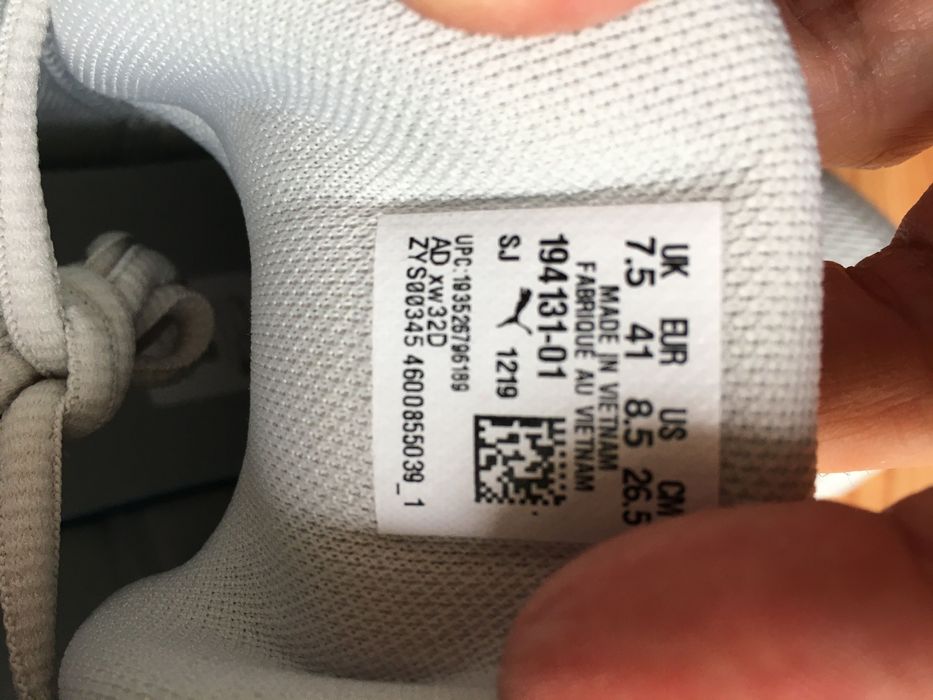 UK EUR US CM
7.5 41 8.5 26.5
MADE IN VIETNAM
FABRIQUÉ AU VIETNAM
194131-01
SJ 1219
UPC:193526796189
AD xw32D
ZYS00345 4600855039_1